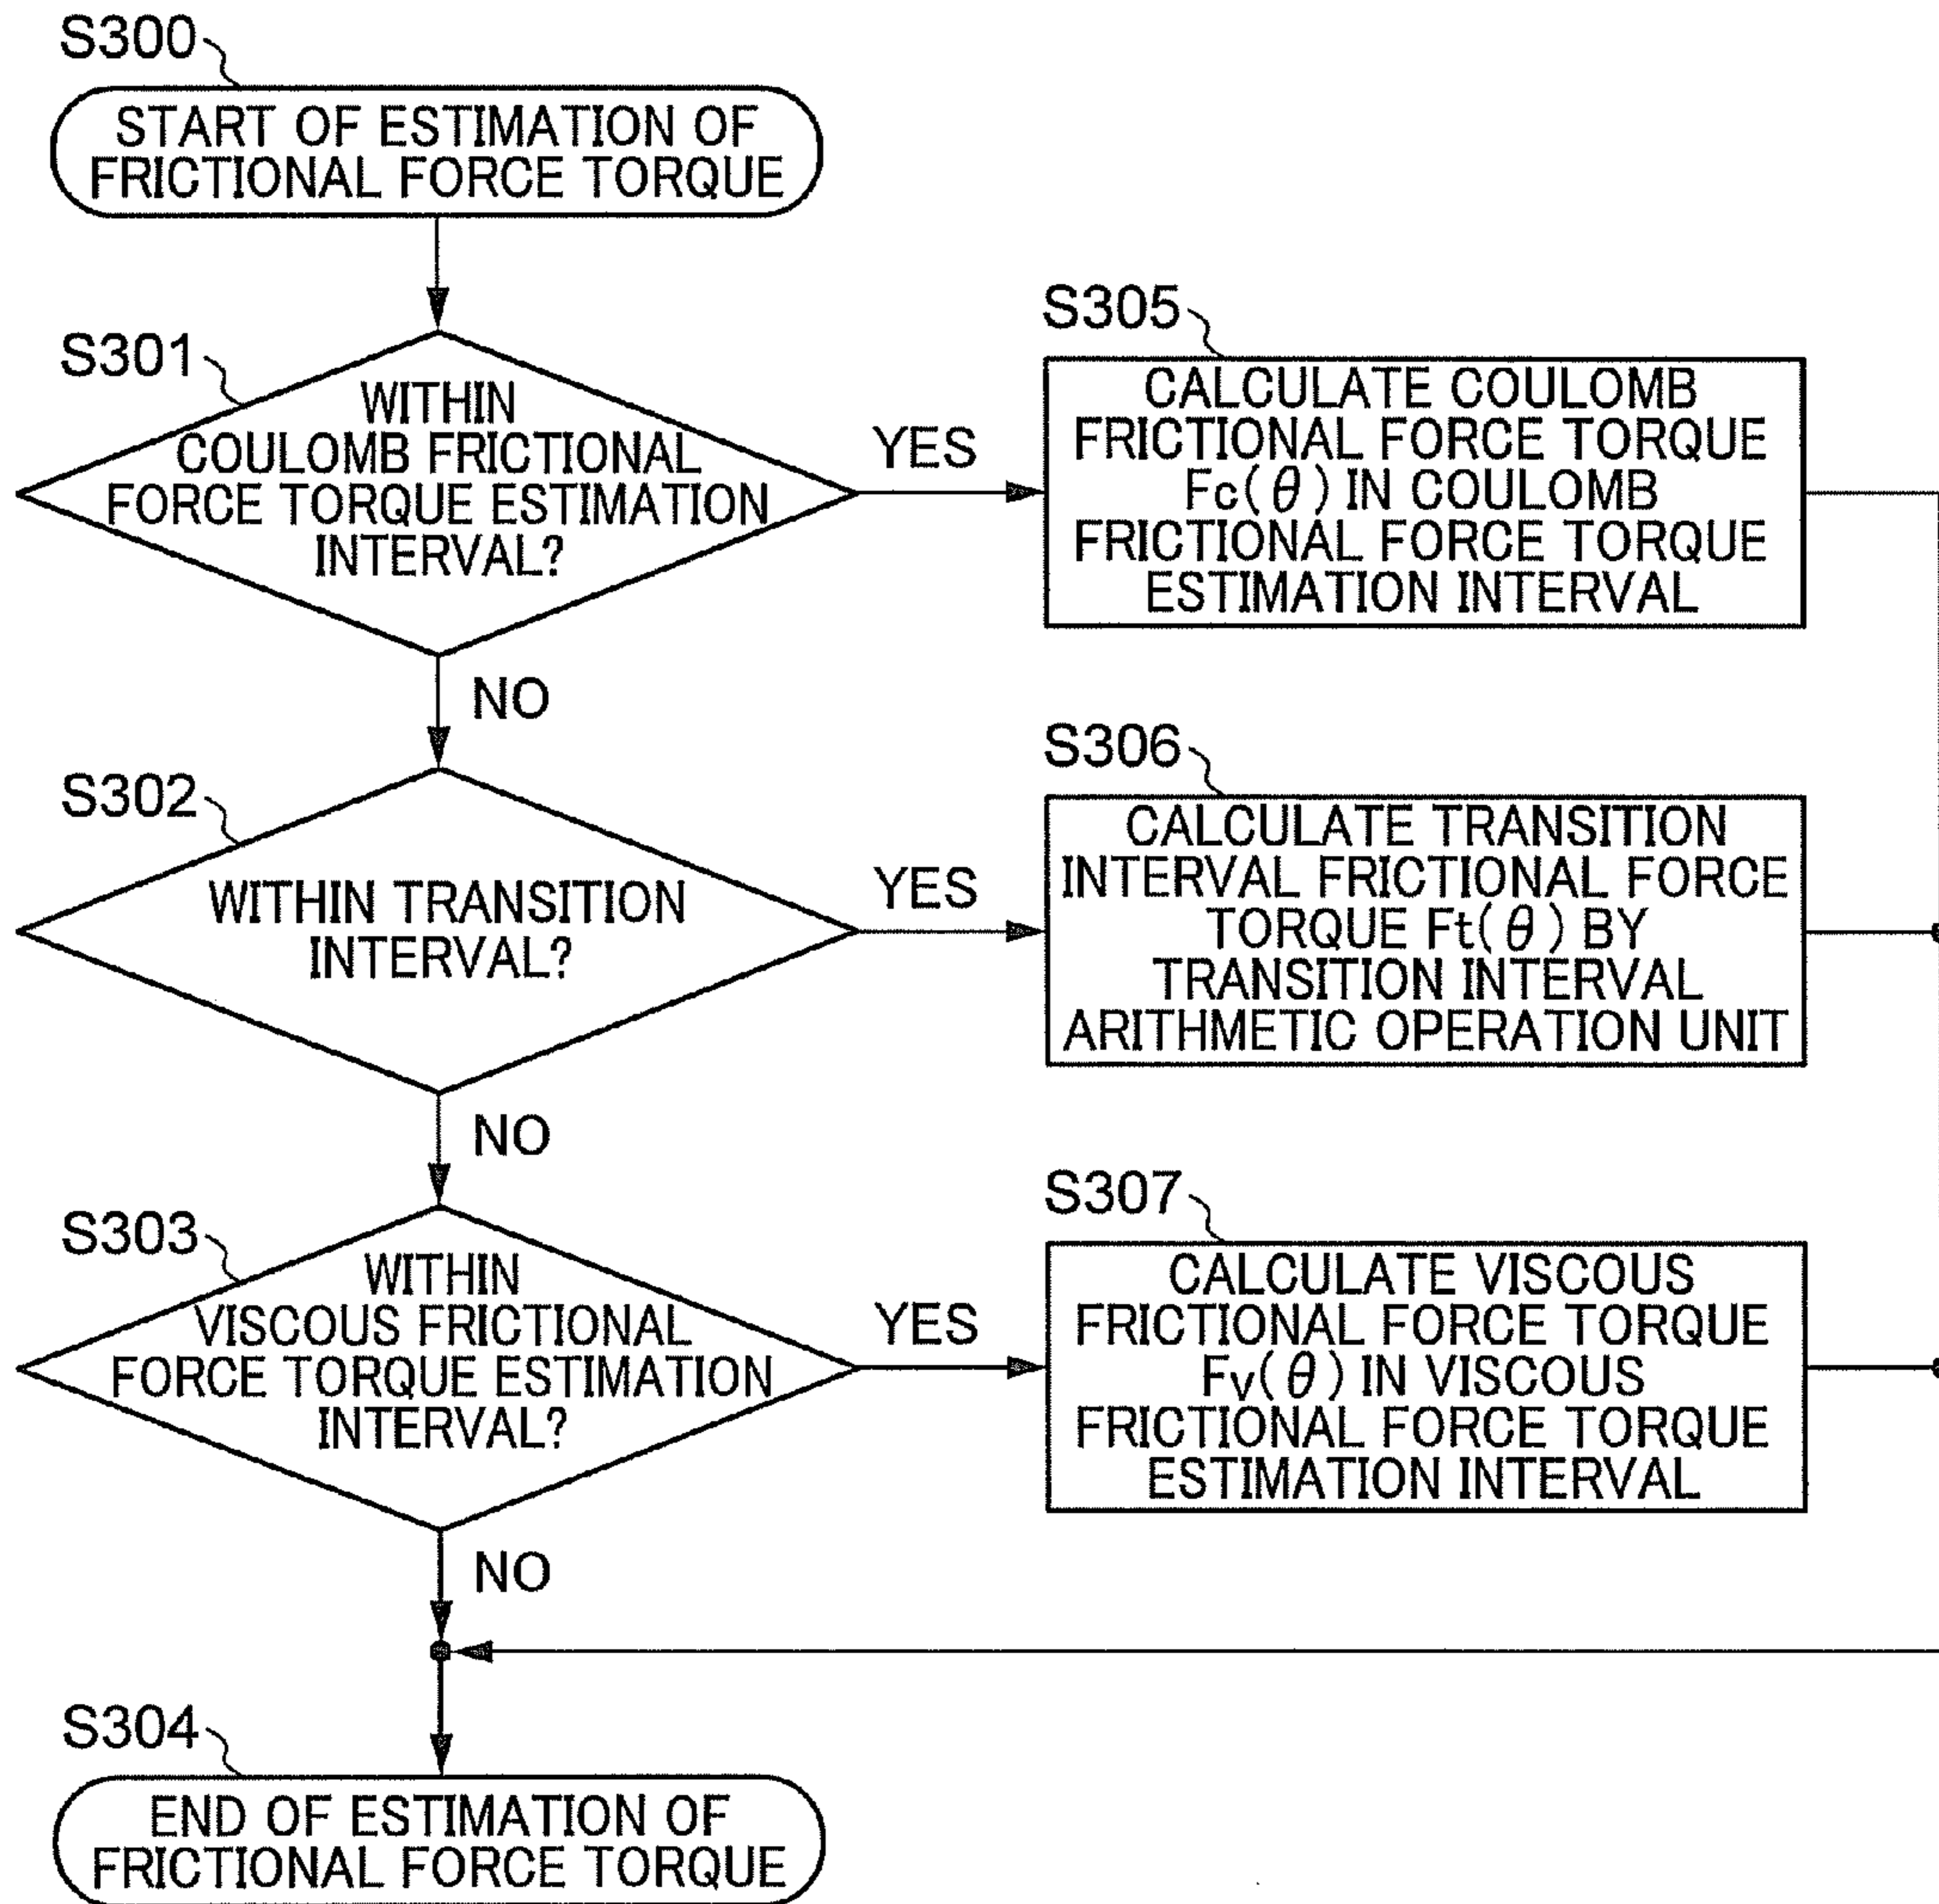 S300
START OF ESTIMATION OF
FRICTIONAL FORCE TORQUE
S301
WITHIN
COULOMB FRICTIONAL
FORCE TORQUE ESTIMATION
INTERVAL?
YES
NO
S305
CALCULATE COULOMB
FRICTIONAL FORCE TORQUE
Fc(θ) IN COULOMB
FRICTIONAL FORCE TORQUE
ESTIMATION INTERVAL
S302
WITHIN TRANSITION
INTERVAL?
YES
NO
S306
CALCULATE TRANSITION
INTERVAL FRICTIONAL FORCE
TORQUE Ft(θ) BY
TRANSITION INTERVAL
ARITHMETIC OPERATION UNIT
S303
WITHIN
VISCOUS FRICTIONAL
FORCE TORQUE ESTIMATION
INTERVAL?
YES
NO
S307
CALCULATE VISCOUS
FRICTIONAL FORCE TORQUE
Fv(θ) IN VISCOUS
FRICTIONAL FORCE TORQUE
ESTIMATION INTERVAL
S304
END OF ESTIMATION OF
FRICTIONAL FORCE TORQUE